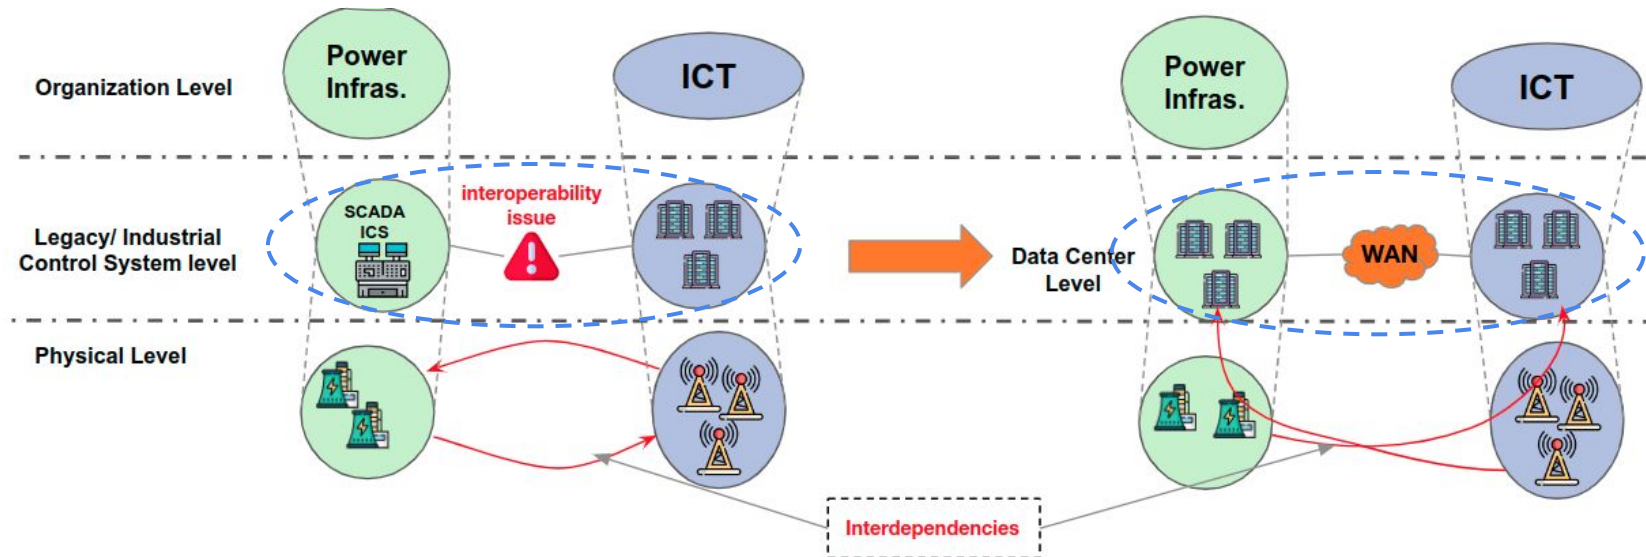 Organization Level
Power
Infras.
ICT
Power
Infras.
ICT
Legacy/ Industrial
Control System level
SCADA
ICS
interoperability
issue
Data Center
Level
WAN
Physical Level
Interdependencies